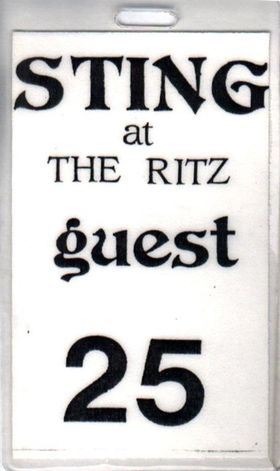 STING
at
THE RITZ
guest
25